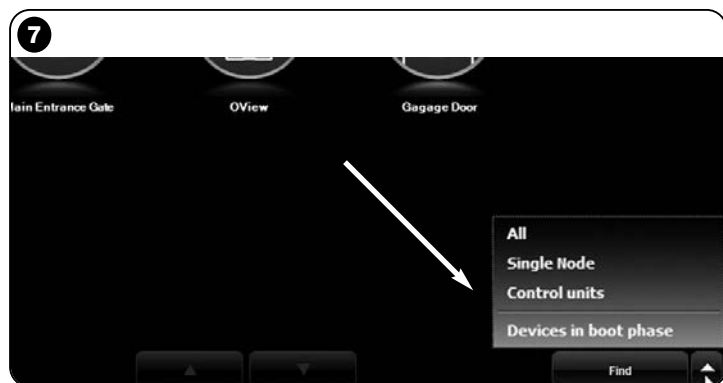 7
lain Entrance Gate
OView
Gagage Door
All
Single Node
Control units
Devices in boot phase
Find